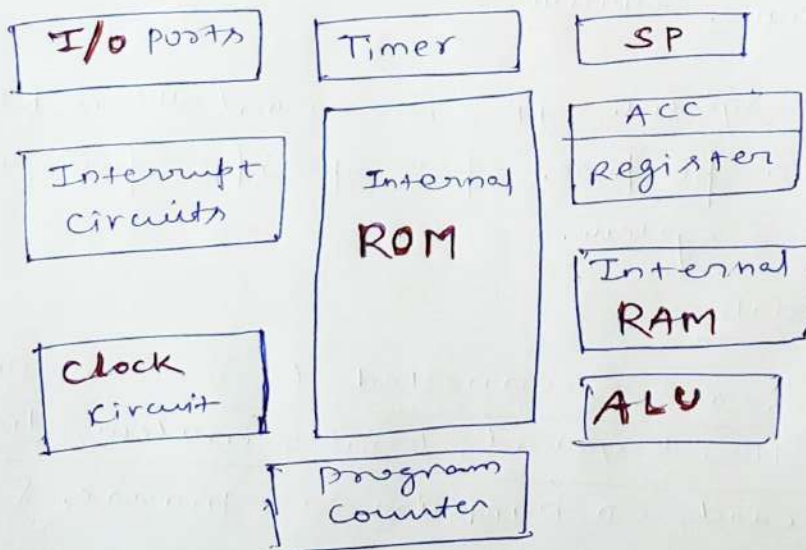 I/O ports
Timer
SP
Interrupt
Circuits
Internal
ROM
ACC
Register
Internal
RAM
Clock
Circuit
ALU
Program
Counter